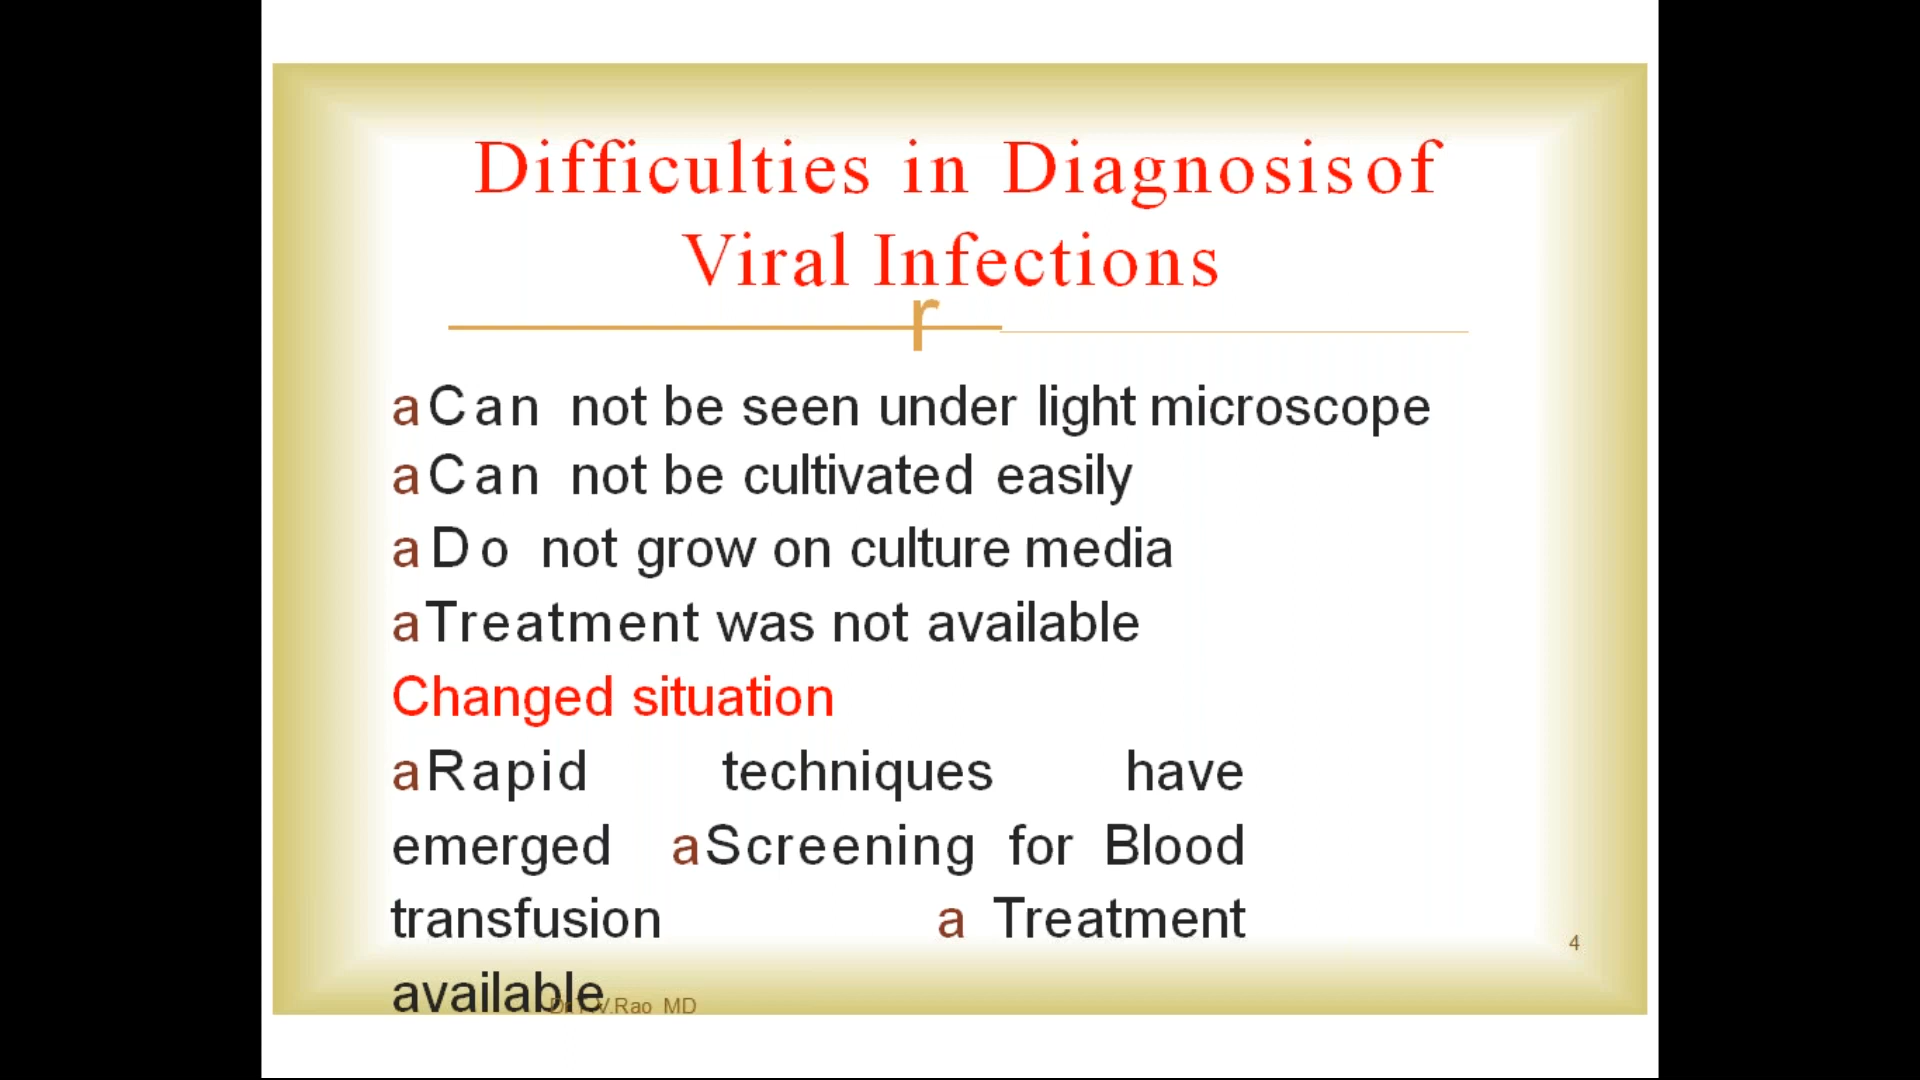 Difficulties in Diagnosis of
Viral Infections
r
aCan not be seen under light microscope
aCan not be cultivated easily
aDo not grow on culture media
aTreatment was not available
Changed situation
aRapid techniques have
emerged aScreening for Blood
transfusion a Treatment
available
4
V.Rao MD